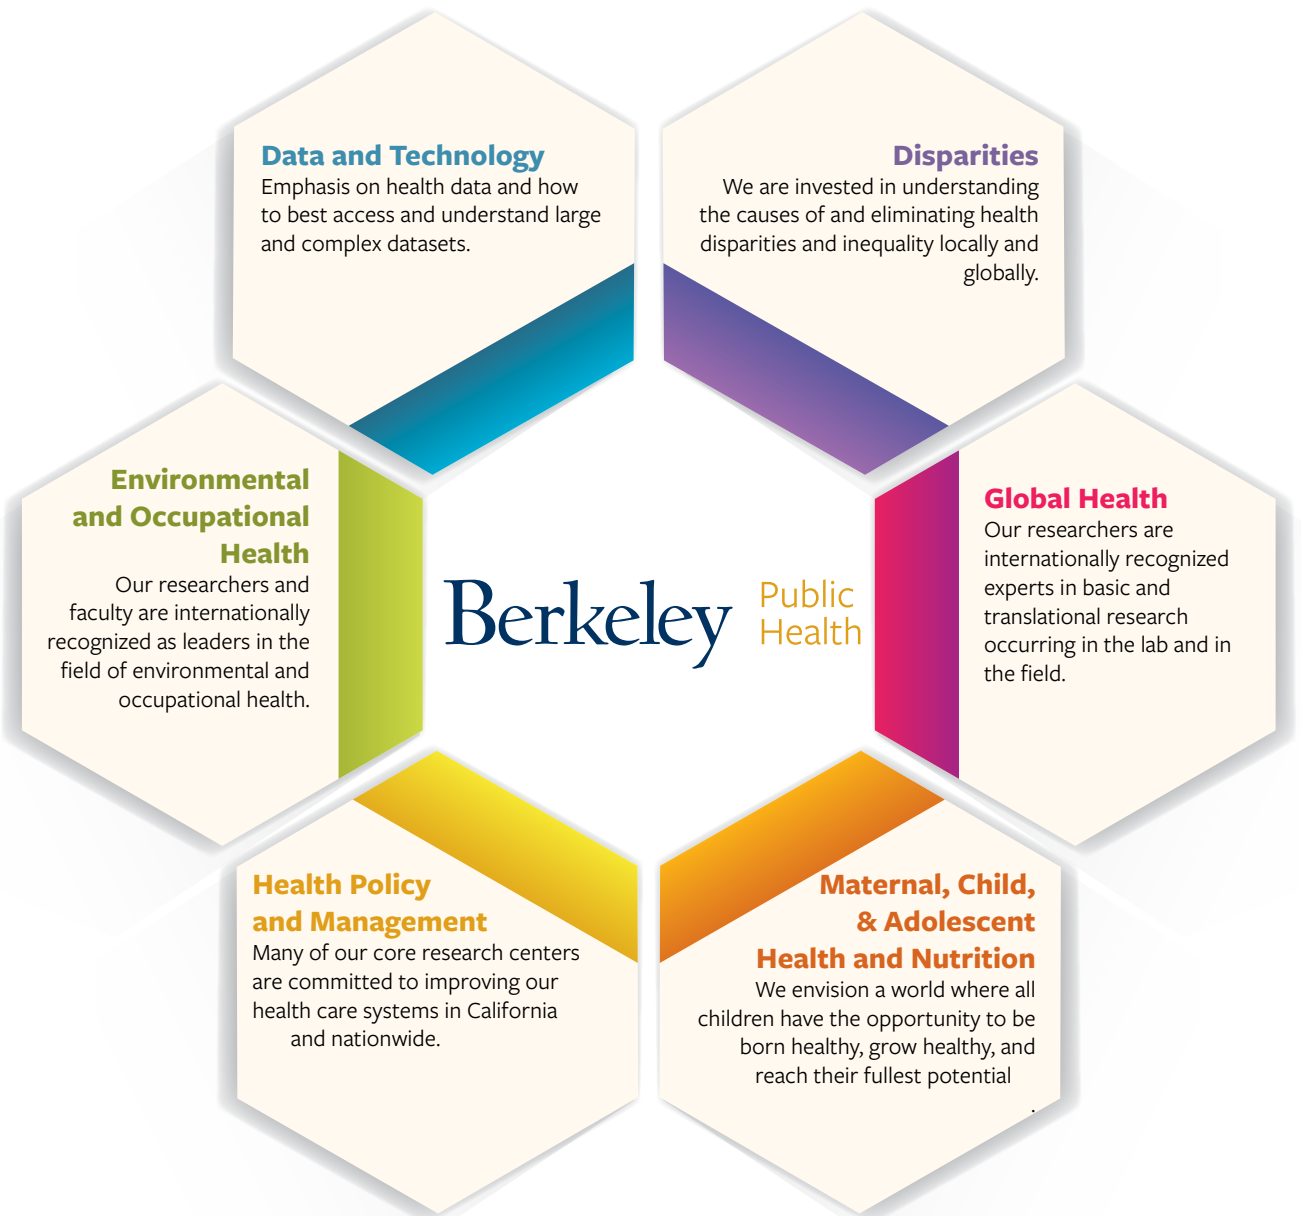 Data and Technology
Emphasis on health data and how
to best access and understand large
and complex datasets.
Disparities
We are invested in understanding
the causes of and eliminating health
disparities and inequality locally and
globally.
Environmental
and Occupational
Health
Our researchers and
faculty are internationally
recognized as leaders in the
field of environmental and
occupational health.
Berkeley
Public
Health
Global Health
Our researchers are
internationally recognized
experts in basic and
translational research
occurring in the lab and in
the field.
Health Policy
and Management
Many of our core research centers
are committed to improving our
health care systems in California
and nationwide.
Maternal, Child,
& Adolescent
Health and Nutrition
We envision a world where all
children have the opportunity to be
born healthy, grow healthy, and
reach their fullest potential
.